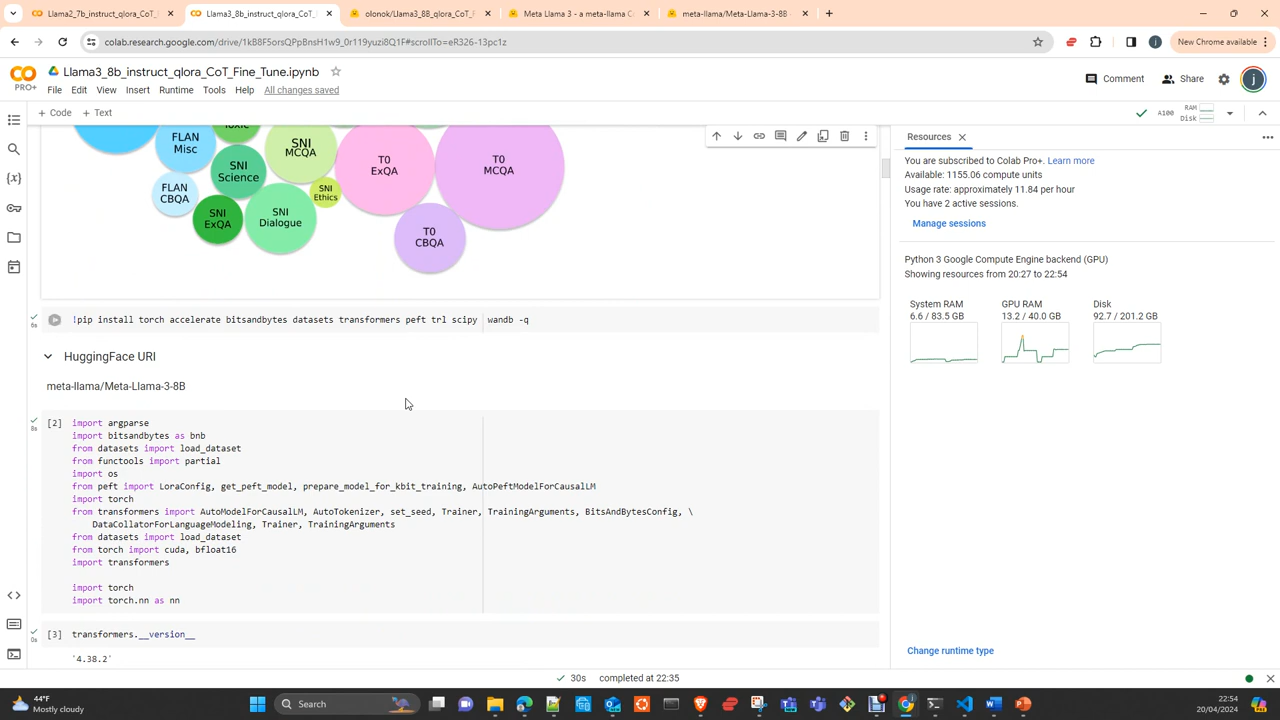 Llama2_7b_instruct_qlora_CoT_F
Llama3_8b_instruct_qlora_CoT_F
olonok/Llama3_8B_qlora_CoT_F
Meta Llama 3 - a meta-llama C
meta-llama/Meta-Llama-3-8B
colab.research.google.com/drive/1kB8F5orsQPpBnsH1w9_0r119yuzi8Q1F#scrollTo=eR326-13pc1z
New Chrome available
PRO+
Llama3_8b_instruct_qlora_CoT_Fine_Tune.ipynb
File Edit View Insert Runtime Tools Help All changes saved
Comment
Share
j
+ Code + Text
A100
RAM
Disk
FLAN
Misc
SNI
MCQA
T0
ExQA
T0
MCQA
SNI
Science
FLAN
CBQA
SNI
Ethics
SNI
ExQA
SNI
Dialogue
T0
CBQA
6s
!pip install torch accelerate bitsandbytes datasets transformers peft trl scipy wandb -q
HuggingFace URI
meta-llama/Meta-Llama-3-8B
8s
[2] import argparse
import bitsandbytes as bnb
from datasets import load_dataset
from functools import partial
import os
from peft import LoraConfig, get_peft_model, prepare_model_for_kbit_training, AutoPeftModelForCausalLM
import torch
from transformers import AutoModelForCausalLM, AutoTokenizer, set_seed, Trainer, TrainingArguments, BitsAndBytesConfig, \
DataCollatorForLanguageModeling, Trainer, TrainingArguments
from datasets import load_dataset
from torch import cuda, bfloat16
import transformers
import torch
import torch.nn as nn
0s
[3] transformers.__version__
'4.38.2'
Resources
You are subscribed to Colab Pro+. Learn more
Available: 1155.06 compute units
Usage rate: approximately 11.84 per hour
You have 2 active sessions.
Manage sessions
Python 3 Google Compute Engine backend (GPU)
Showing resources from 20:27 to 22:54
System RAM
6.6 / 83.5 GB
GPU RAM
13.2 / 40.0 GB
Disk
92.7 / 201.2 GB
Change runtime type
30s completed at 22:35
44°F
Mostly cloudy
Search
22:54
20/04/2024